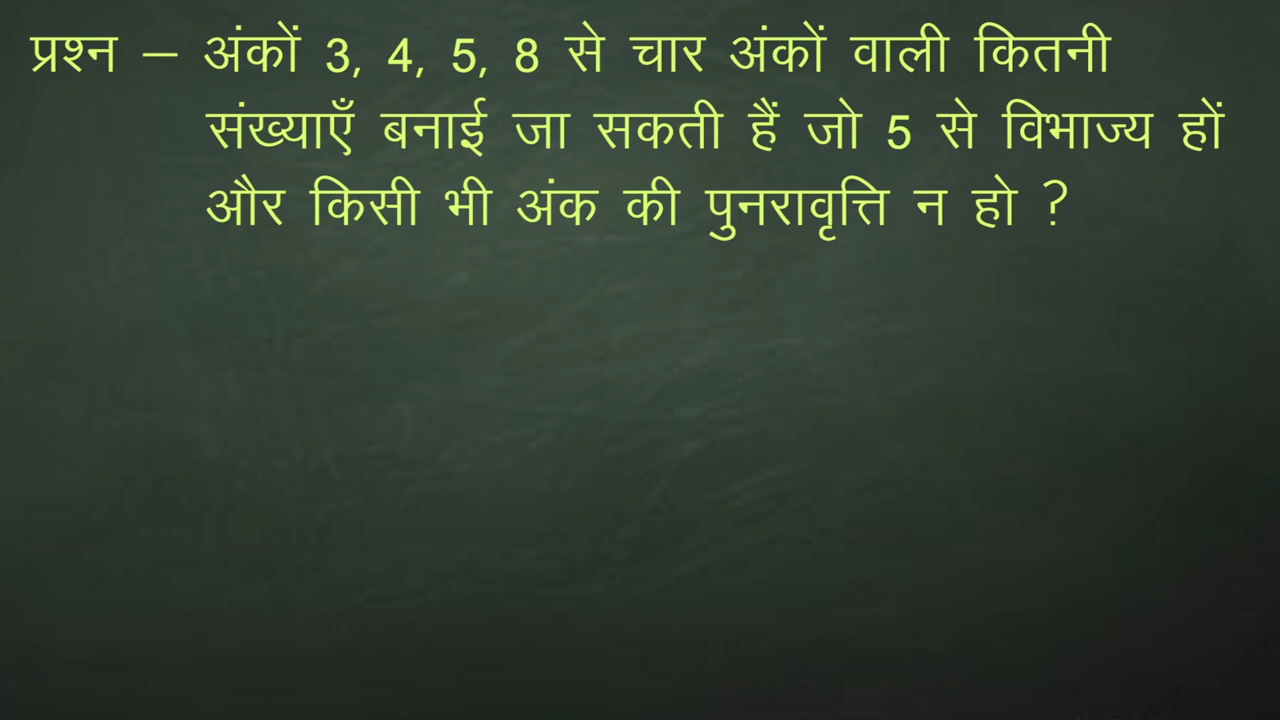 प्रश्न – अंकों 3, 4, 5, 8 से चार अंकों वाली कितनी
संख्याएँ बनाई जा सकती हैं जो 5 से विभाज्य हों
और किसी भी अंक की पुनरावृत्ति न हो ?